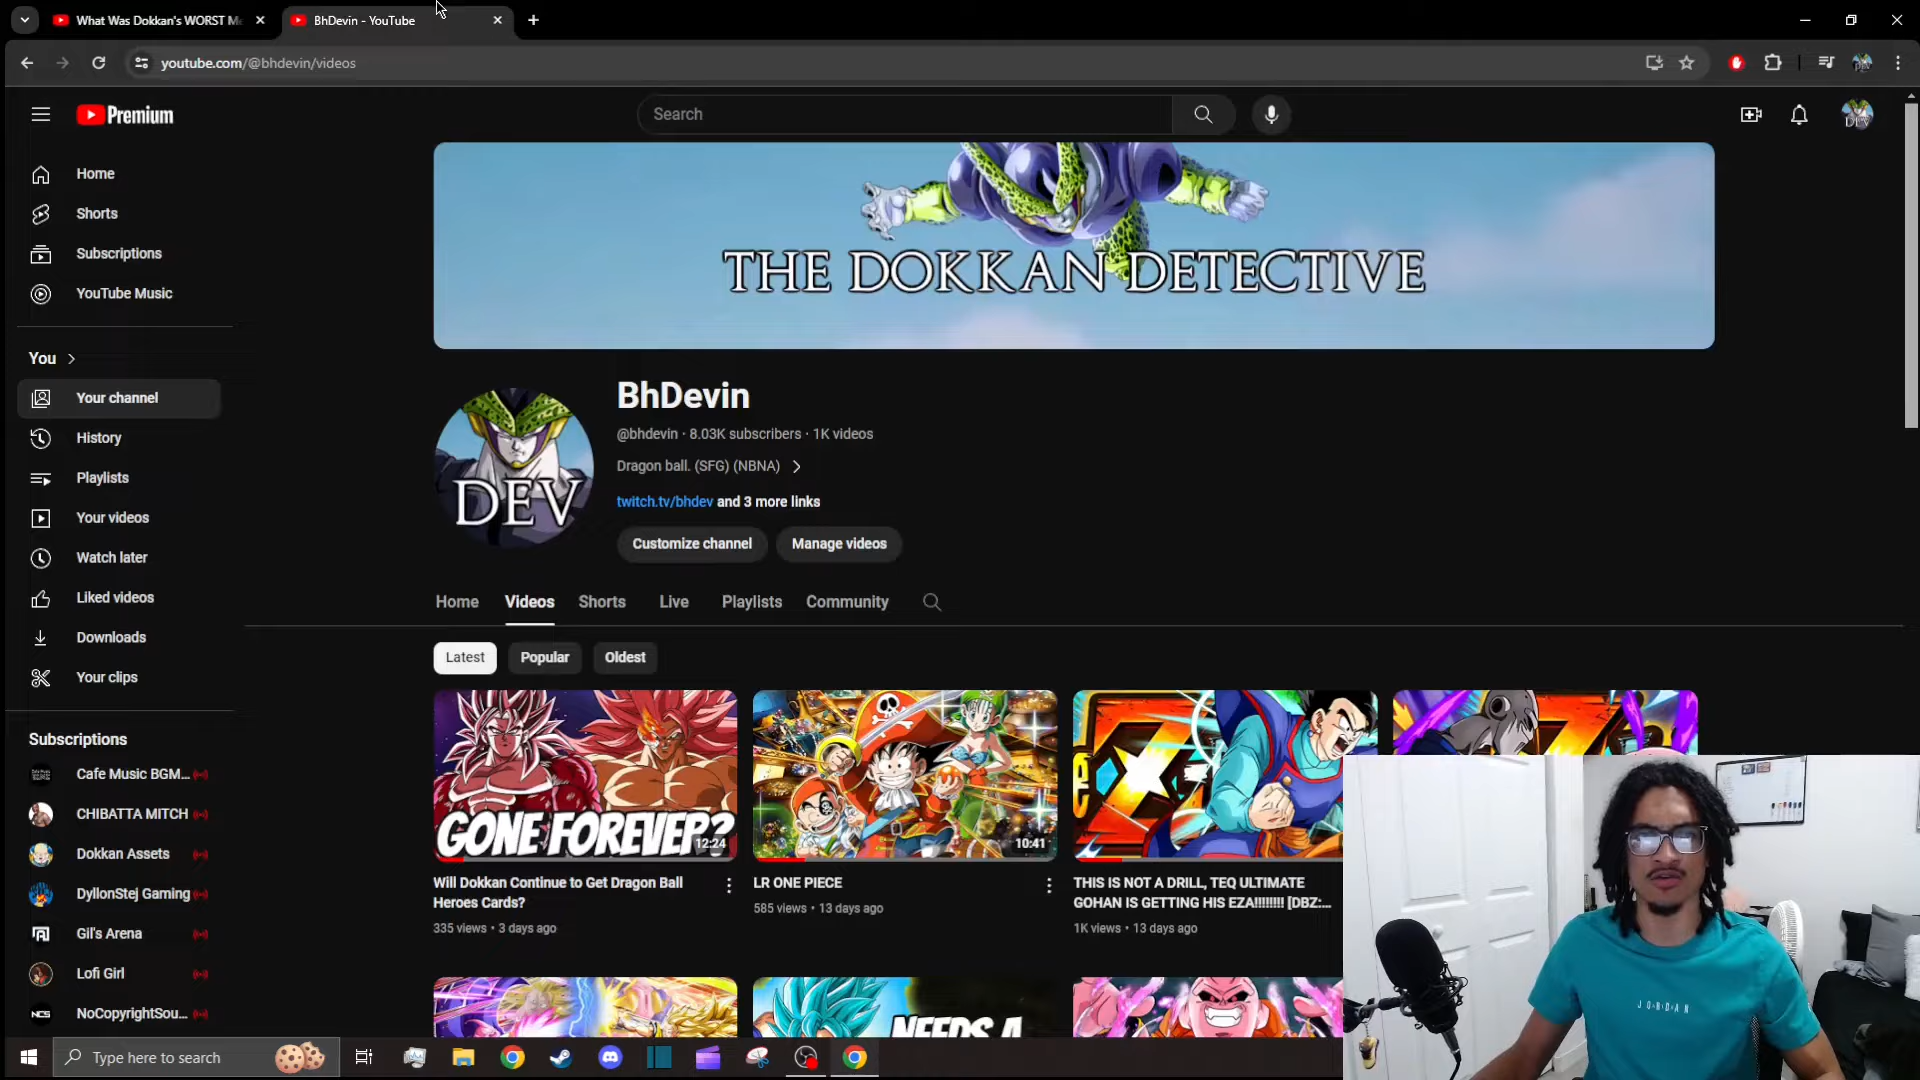 What Was Dokkan's WORST M
BhDevin - YouTube
youtube.com/@bhdevin/videos
Premium
Search
DEV
Home
Shorts
Subscriptions
YouTube Music
THE DOKKAN DETECTIVE
You
Your channel
History
Playlists
Your videos
Watch later
Liked videos
Downloads
Your clips
DEV
BhDevin
@bhdevin · 8.03K subscribers · 1K videos
Dragon ball. (SFG) (NBNA)
twitch.tv/bhdev and 3 more links
Customize channel
Manage videos
Home
Videos
Shorts
Live
Playlists
Community
Latest
Popular
Oldest
Subscriptions
Cafe Music BGM...
CHIBATTA MITCH
Dokkan Assets
DyllonStej Gaming
Gil's Arena
Lofi Girl
NCS
NoCopyrightSou...
GONE FOREVER?
12:24
Will Dokkan Continue to Get Dragon Ball
Heroes Cards?
335 views • 3 days ago
10:41
LR ONE PIECE
585 views • 13 days ago
THIS IS NOT A DRILL, TEQ ULTIMATE
GOHAN IS GETTING HIS EZA!!!!!!!! [DBZ:...
1K views • 13 days ago
NEEDS A
JORDAN
Type here to search